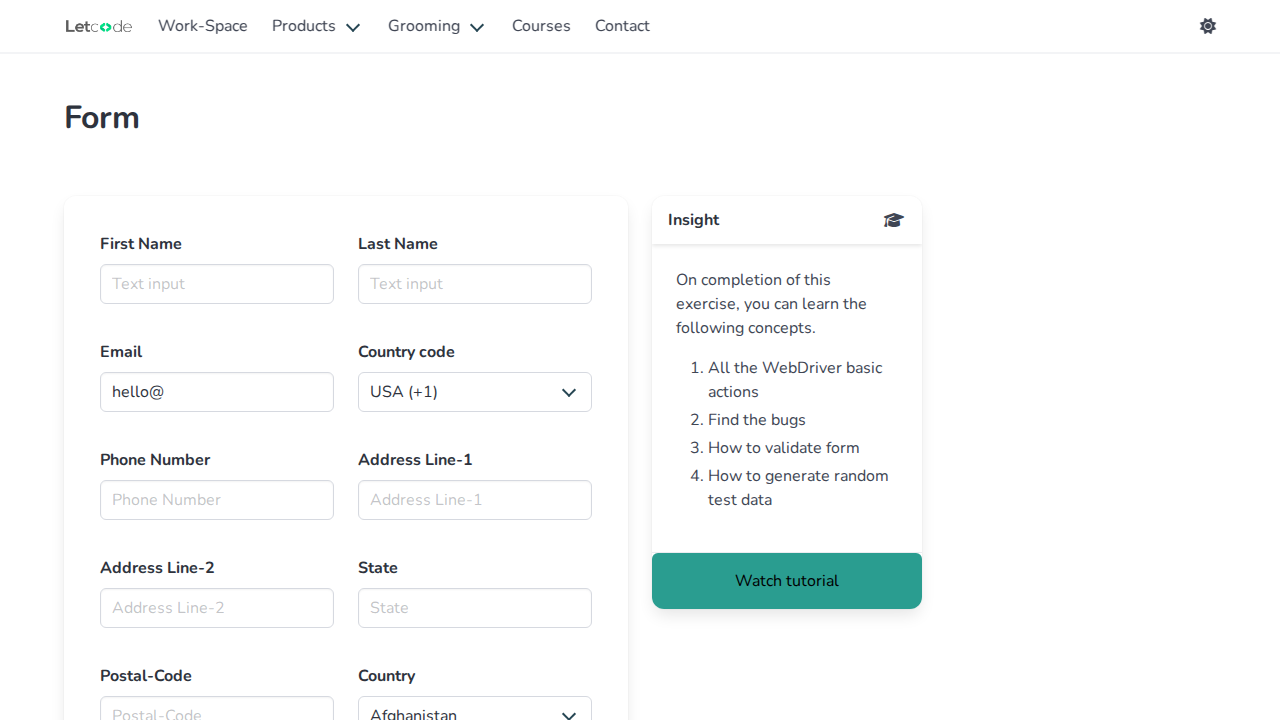 Letcode Work-Space Products Grooming Courses Contact
Form
First Name
Text input
Last Name
Text input
Email
hello@
Country code
USA (+1)
Phone Number
Phone Number
Address Line-1
Address Line-1
Address Line-2
Address Line-2
State
State
Postal-Code
Postal-Code
Country
Afghanistan
Insight
On completion of this
exercise, you can learn the
following concepts.
1. All the WebDriver basic
actions
2. Find the bugs
3. How to validate form
4. How to generate random
test data
Watch tutorial